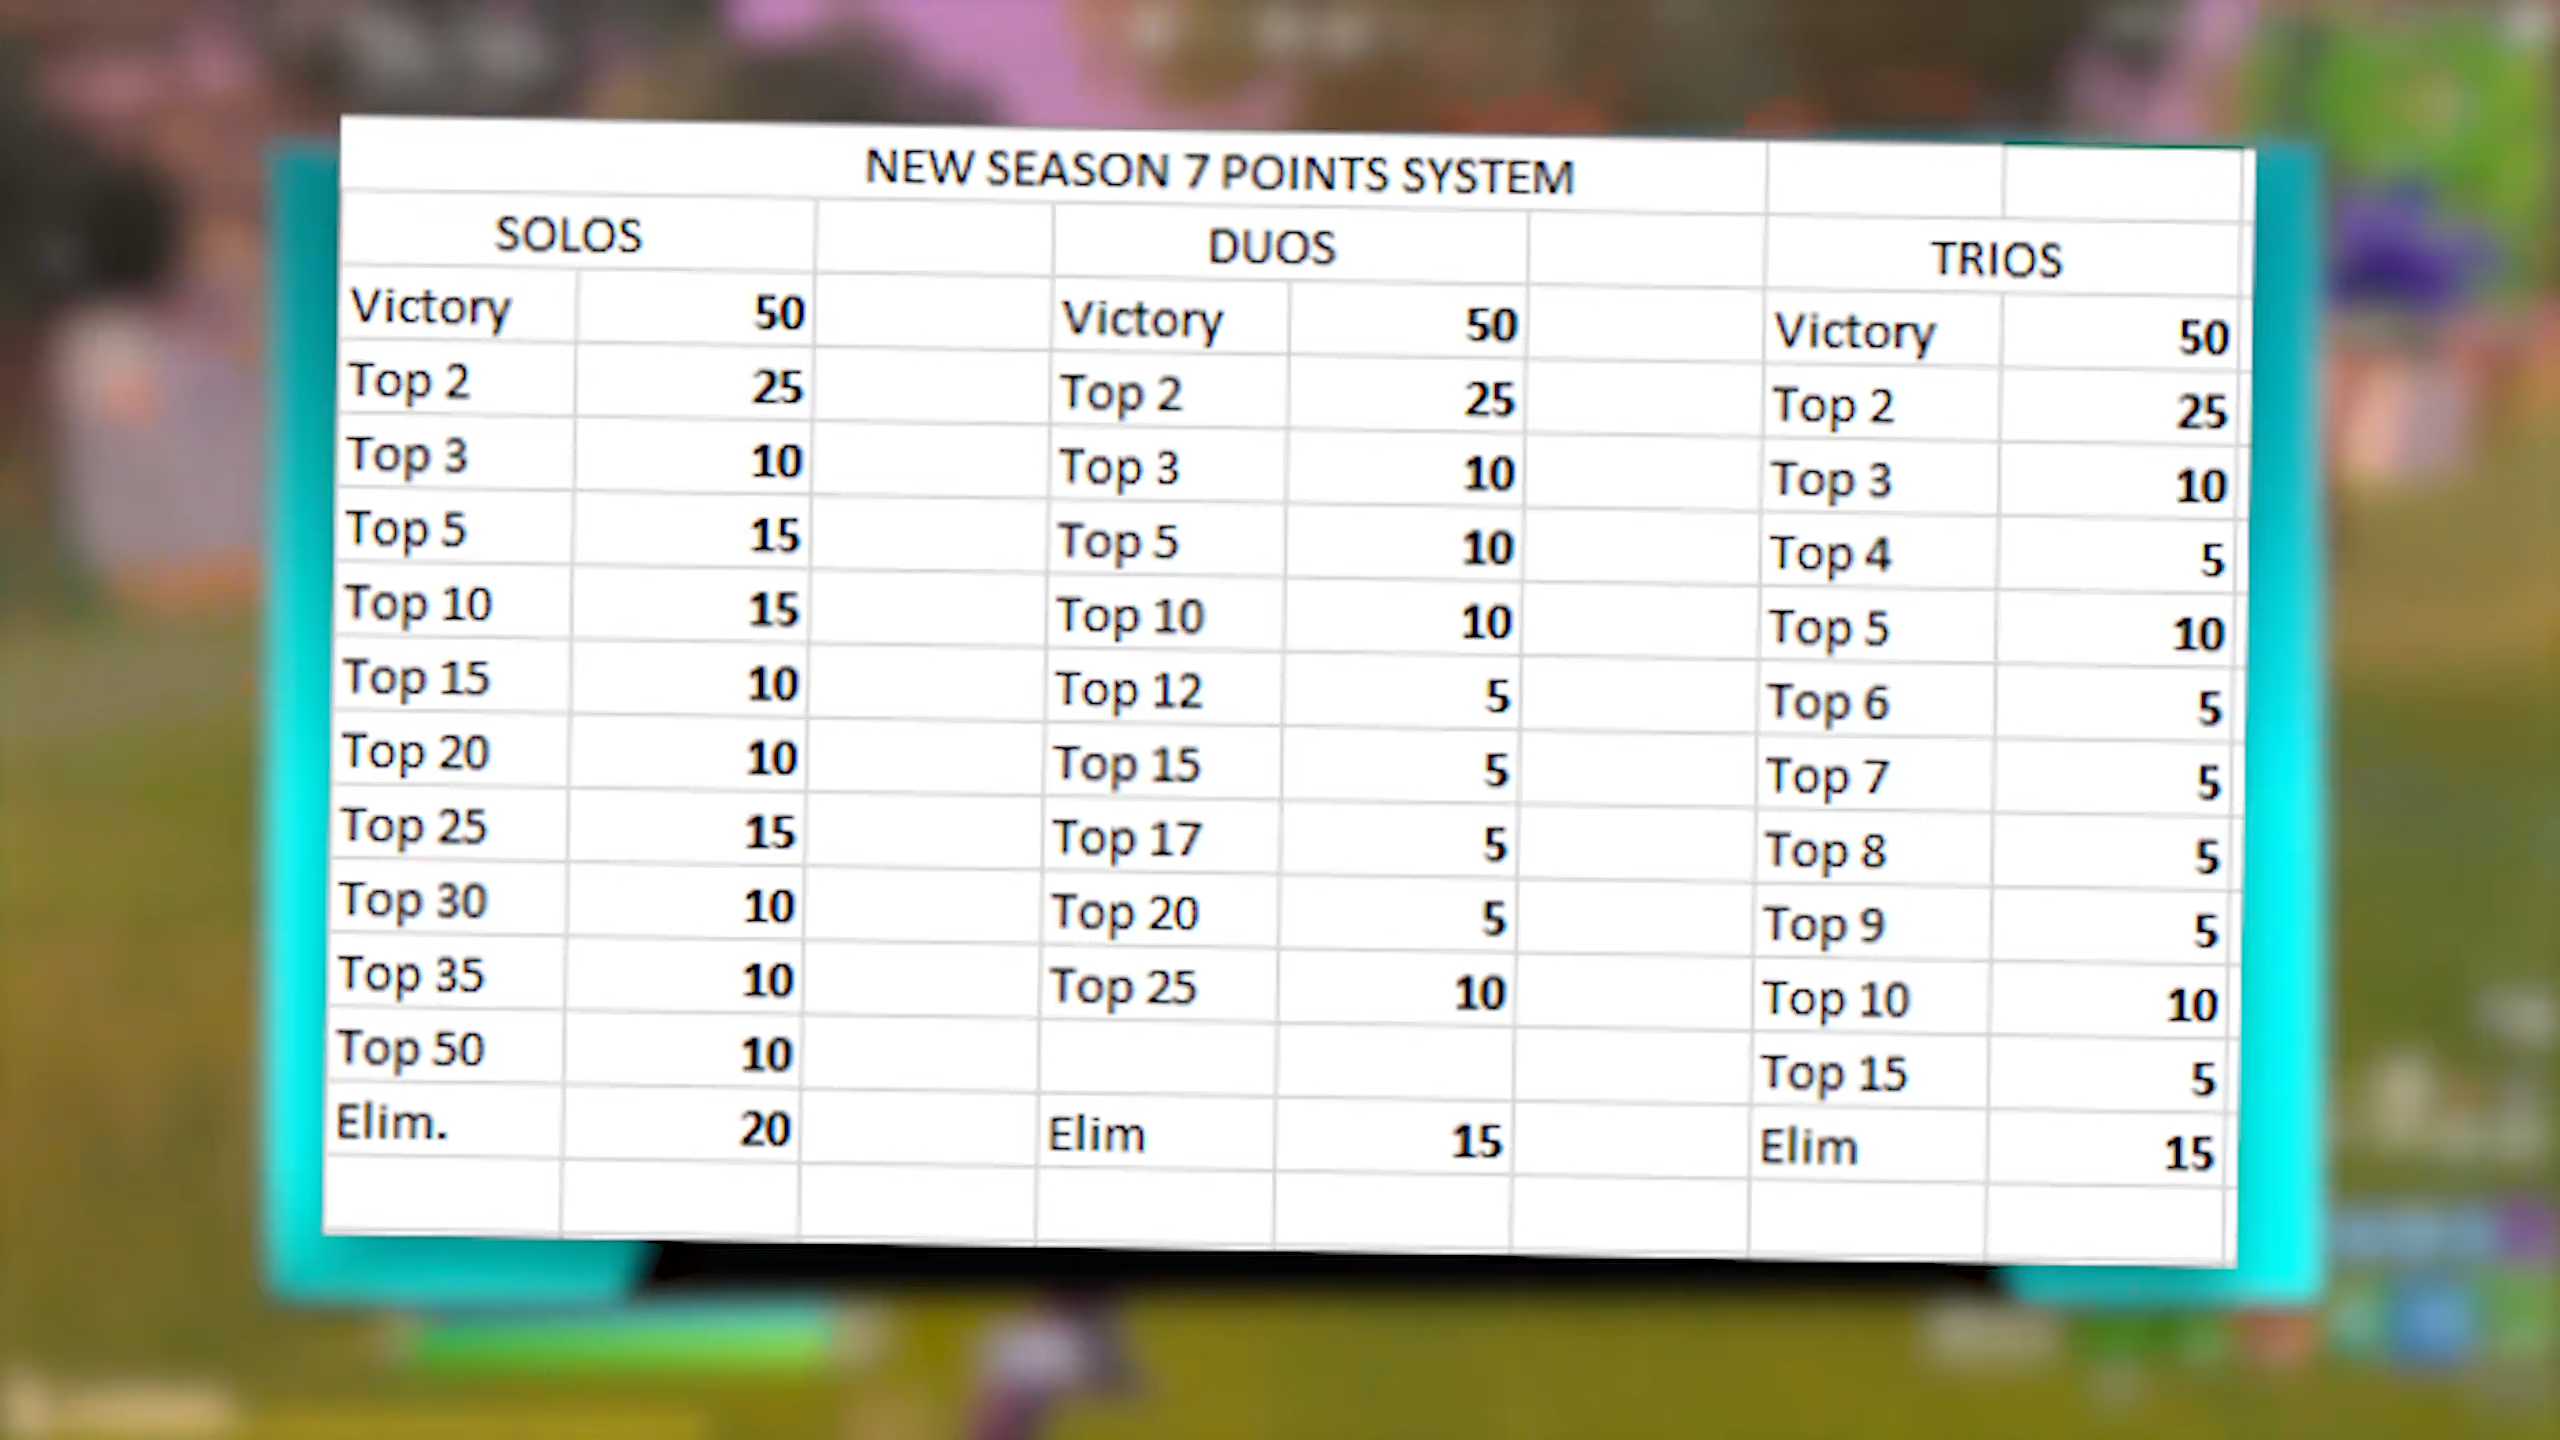 NEW SEASON 7 POINTS SYSTEM
SOLOS DUOS TRIOS
Victory 50 Victory 50 Victory 50
Top 2 25 Top 2 25 Top 2 25
Top 3 10 Top 3 10 Top 3 10
Top 5 15 Top 5 10 Top 4 5
Top 10 15 Top 10 10 Top 5 10
Top 15 10 Top 12 5 Top 6 5
Top 20 10 Top 15 5 Top 7 5
Top 25 15 Top 17 5 Top 8 5
Top 30 10 Top 20 5 Top 9 5
Top 35 10 Top 25 10 Top 10 10
Top 50 10 Top 15 5
Elim. 20 Elim 15 Elim 15